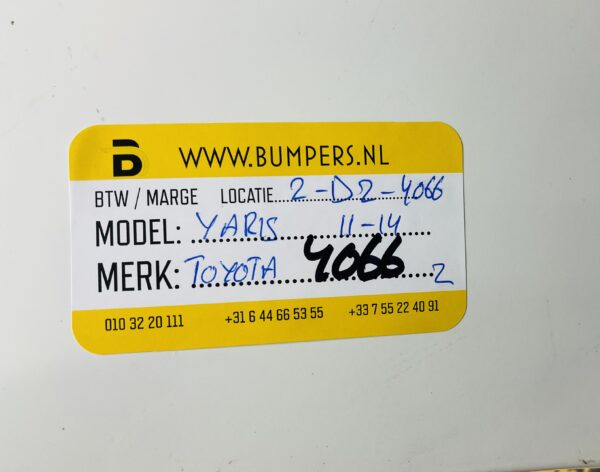 B WWW.BUMPERS.NL
BTW / MARGE LOCATIE 2-D2-4066
MODEL: YARIS 11-14
MERK: TOYOTA 4066 2
010 32 20 111 +31 6 44 66 53 55 +33 7 55 22 40 91